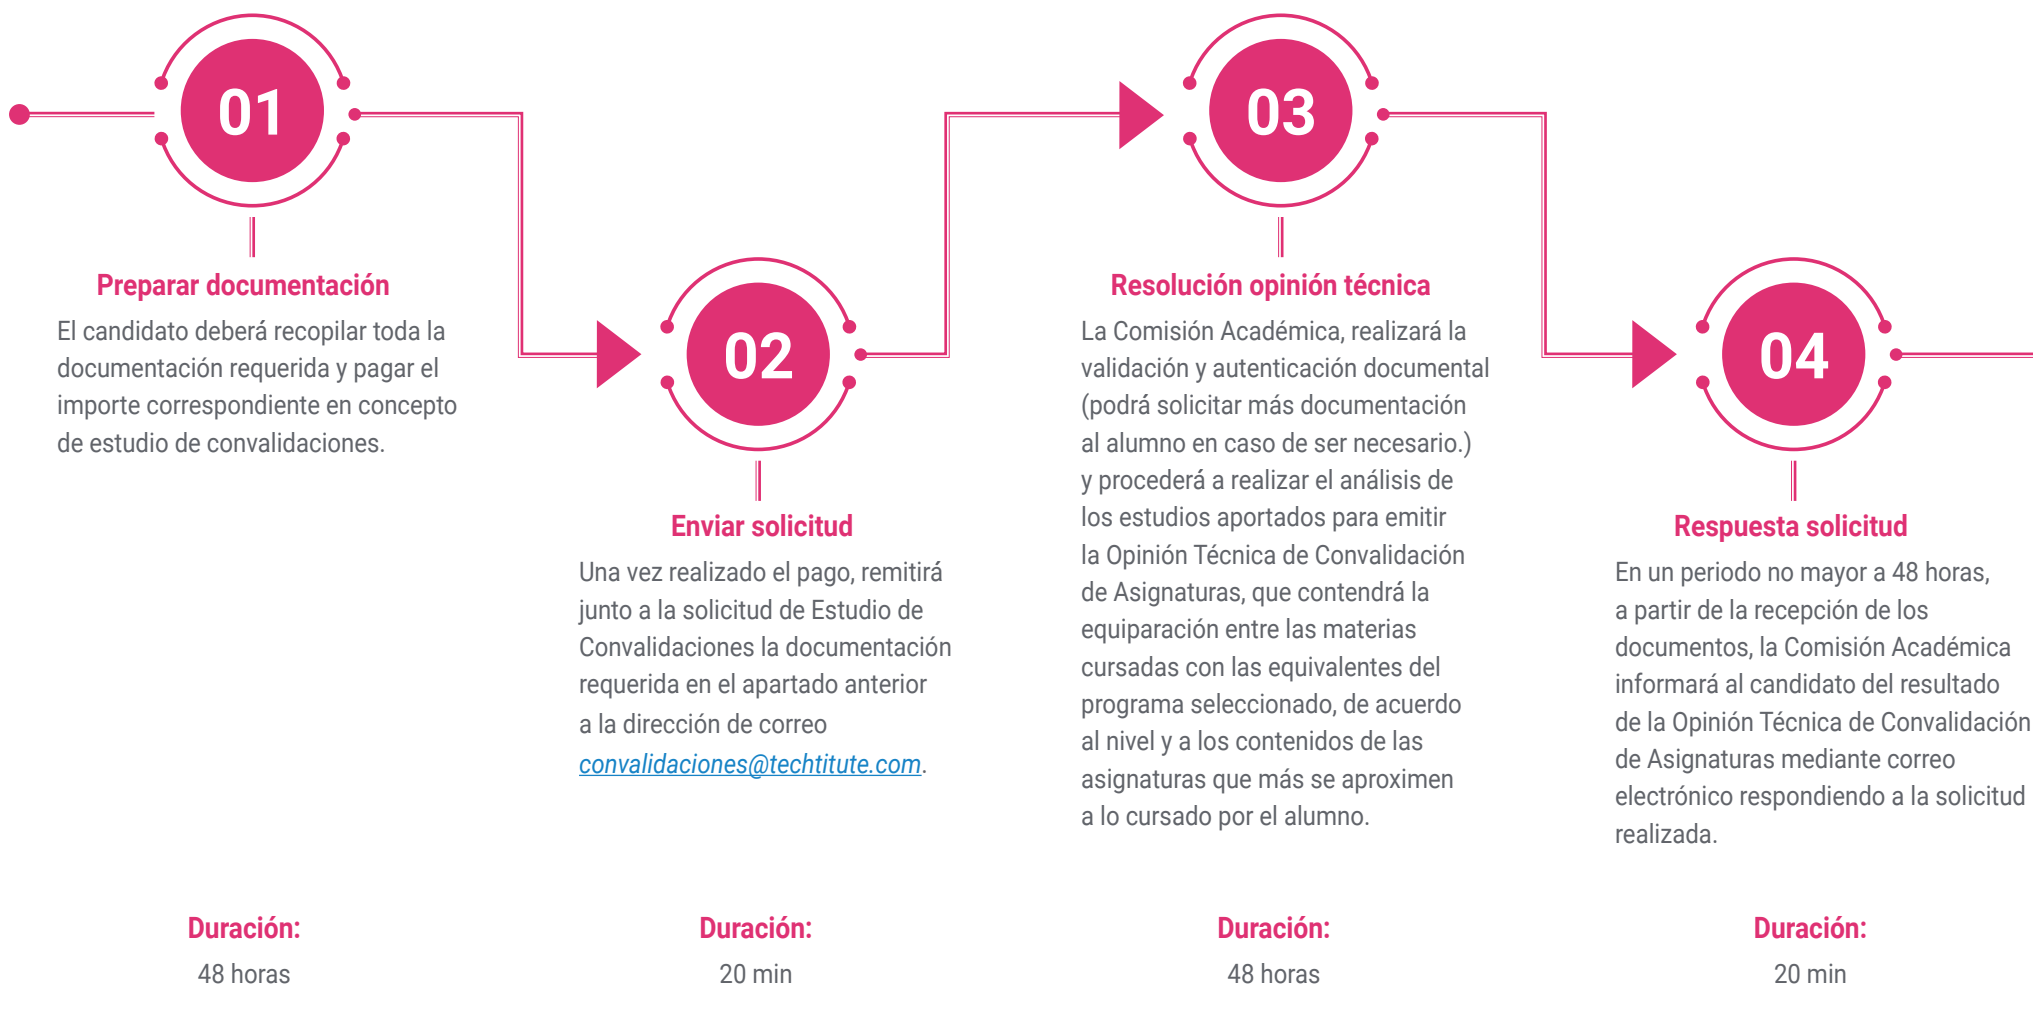 01
Preparar documentación
El candidato deberá recopilar toda la
documentación requerida y pagar el
importe correspondiente en concepto
de estudio de convalidaciones.
Duración:
48 horas
02
Enviar solicitud
Una vez realizado el pago, remitirá
junto a la solicitud de Estudio de
Convalidaciones la documentación
requerida en el apartado anterior
a la dirección de correo
convalidaciones@techtitute.com.
Duración:
20 min
03
Resolución opinión técnica
La Comisión Académica, realizará la
validación y autenticación documental
(podrá solicitar más documentación
al alumno en caso de ser necesario.)
y procederá a realizar el análisis de
los estudios aportados para emitir
la Opinión Técnica de Convalidación
de Asignaturas, que contendrá la
equiparación entre las materias
cursadas con las equivalentes del
programa seleccionado, de acuerdo
al nivel y a los contenidos de las
asignaturas que más se aproximen
a lo cursado por el alumno.
Duración:
48 horas
04
Respuesta solicitud
En un periodo no mayor a 48 horas,
a partir de la recepción de los
documentos, la Comisión Académica
informará al candidato del resultado
de la Opinión Técnica de Convalidación
de Asignaturas mediante correo
electrónico respondiendo a la solicitud
realizada.
Duración:
20 min